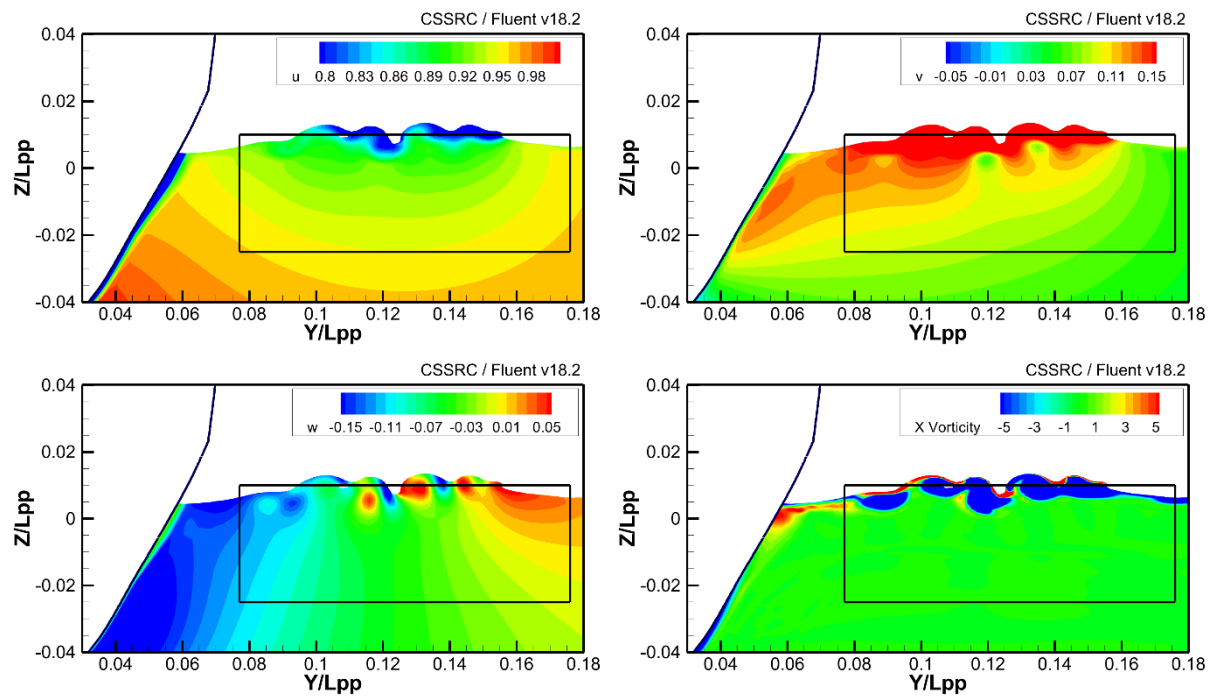 CSSRC / Fluent v18.2
0.04
u 0.8 0.83 0.86 0.89 0.92 0.95 0.98
0.02
Z/Lpp
0
-0.02
-0.04
0.04 0.06 0.08 0.1 0.12 0.14 0.16 0.18
Y/Lpp
CSSRC / Fluent v18.2
0.04
v -0.05 -0.01 0.03 0.07 0.11 0.15
0.02
Z/Lpp
0
-0.02
-0.04
0.04 0.06 0.08 0.1 0.12 0.14 0.16 0.18
Y/Lpp
CSSRC / Fluent v18.2
0.04
w -0.15 -0.11 -0.07 -0.03 0.01 0.05
0.02
Z/Lpp
0
-0.02
-0.04
0.04 0.06 0.08 0.1 0.12 0.14 0.16 0.18
Y/Lpp
CSSRC / Fluent v18.2
0.04
X Vorticity -5 -3 -1 1 3 5
0.02
Z/Lpp
0
-0.02
-0.04
0.04 0.06 0.08 0.1 0.12 0.14 0.16 0.18
Y/Lpp